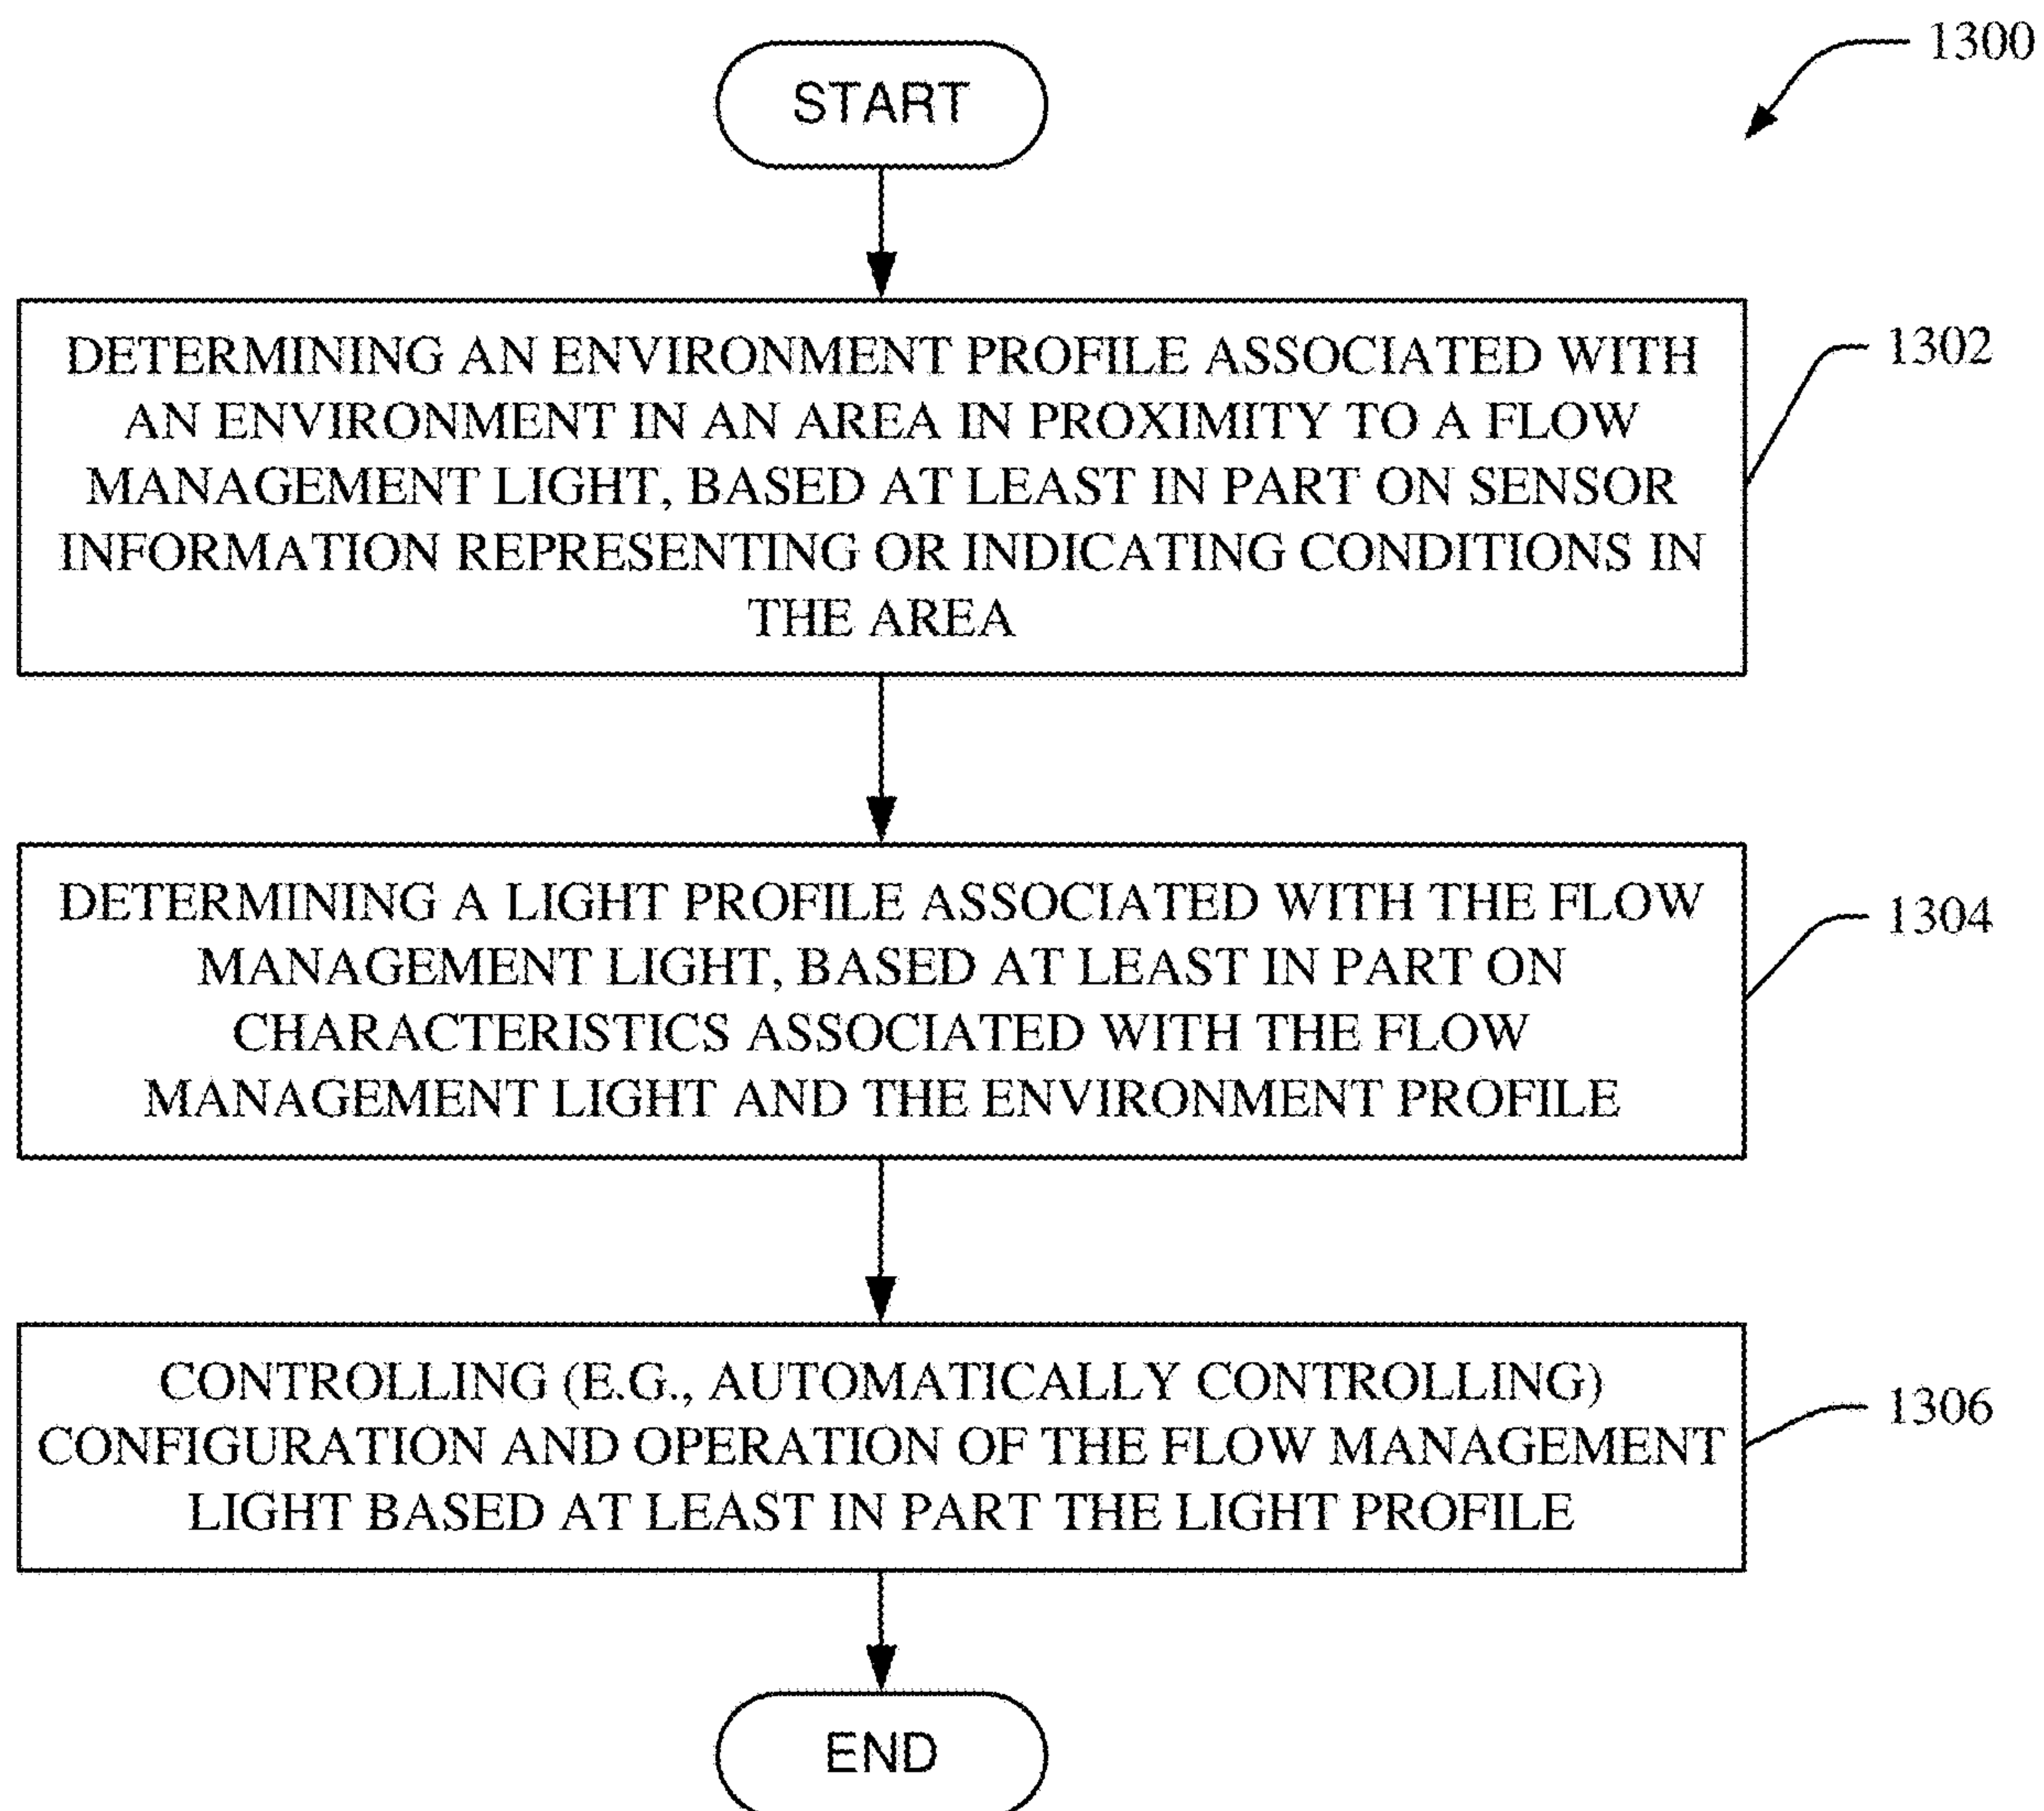 1300
START
DETERMINING AN ENVIRONMENT PROFILE ASSOCIATED WITH
AN ENVIRONMENT IN AN AREA IN PROXIMITY TO A FLOW
MANAGEMENT LIGHT, BASED AT LEAST IN PART ON SENSOR
INFORMATION REPRESENTING OR INDICATING CONDITIONS IN
THE AREA
1302
DETERMINING A LIGHT PROFILE ASSOCIATED WITH THE FLOW
MANAGEMENT LIGHT, BASED AT LEAST IN PART ON
CHARACTERISTICS ASSOCIATED WITH THE FLOW
MANAGEMENT LIGHT AND THE ENVIRONMENT PROFILE
1304
CONTROLLING (E.G., AUTOMATICALLY CONTROLLING)
CONFIGURATION AND OPERATION OF THE FLOW MANAGEMENT
LIGHT BASED AT LEAST IN PART THE LIGHT PROFILE
1306
END